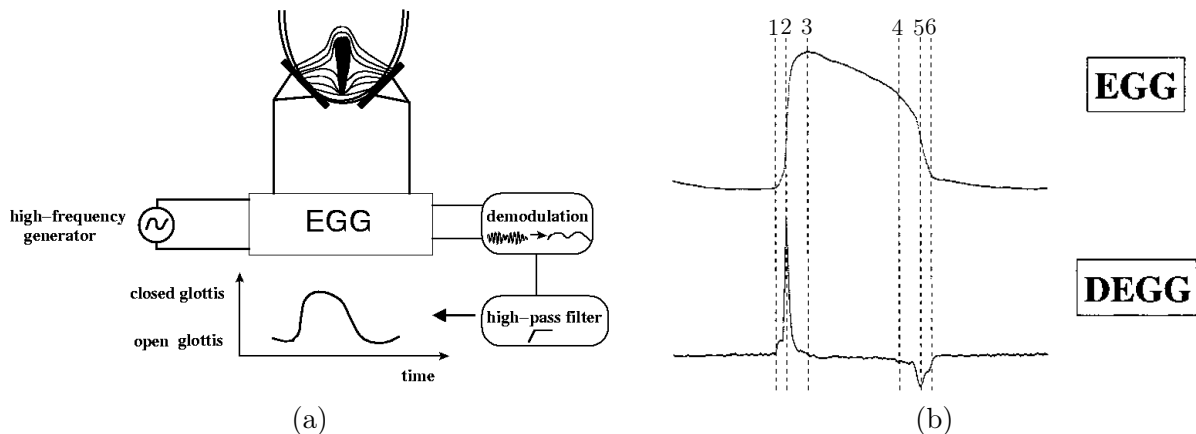 high–frequency
generator
EGG
demodulation
closed glottis
open glottis
high–pass filter
time
(a)
1 2 3 4 5 6
EGG
DEGG
(b)